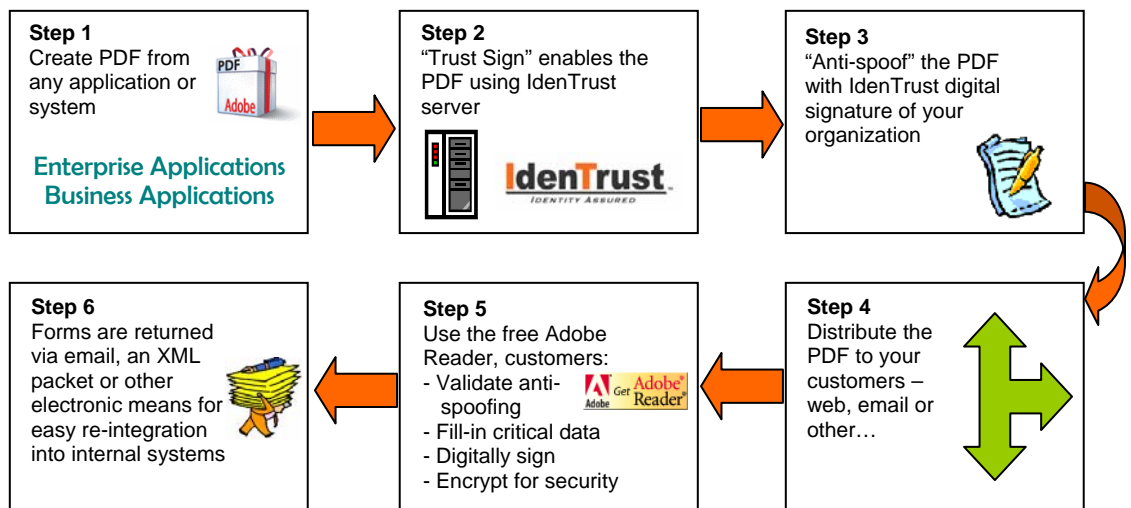 Step 1
Create PDF from
any application or
system
PDF
Adobe
Enterprise Applications
Business Applications
Step 2
“Trust Sign” enables the
PDF using IdenTrust
server
IdenTrust™
IDENTITY ASSURED
Step 3
“Anti-spoof” the PDF
with IdenTrust digital
signature of your
organization
Step 4
Distribute the
PDF to your
customers –
web, email or
other…
Step 5
Use the free Adobe
Reader, customers:
- Validate anti-
spoofing
- Fill-in critical data
- Digitally sign
- Encrypt for security
Adobe
Get Adobe®
Reader®
Step 6
Forms are returned
via email, an XML
packet or other
electronic means for
easy re-integration
into internal systems